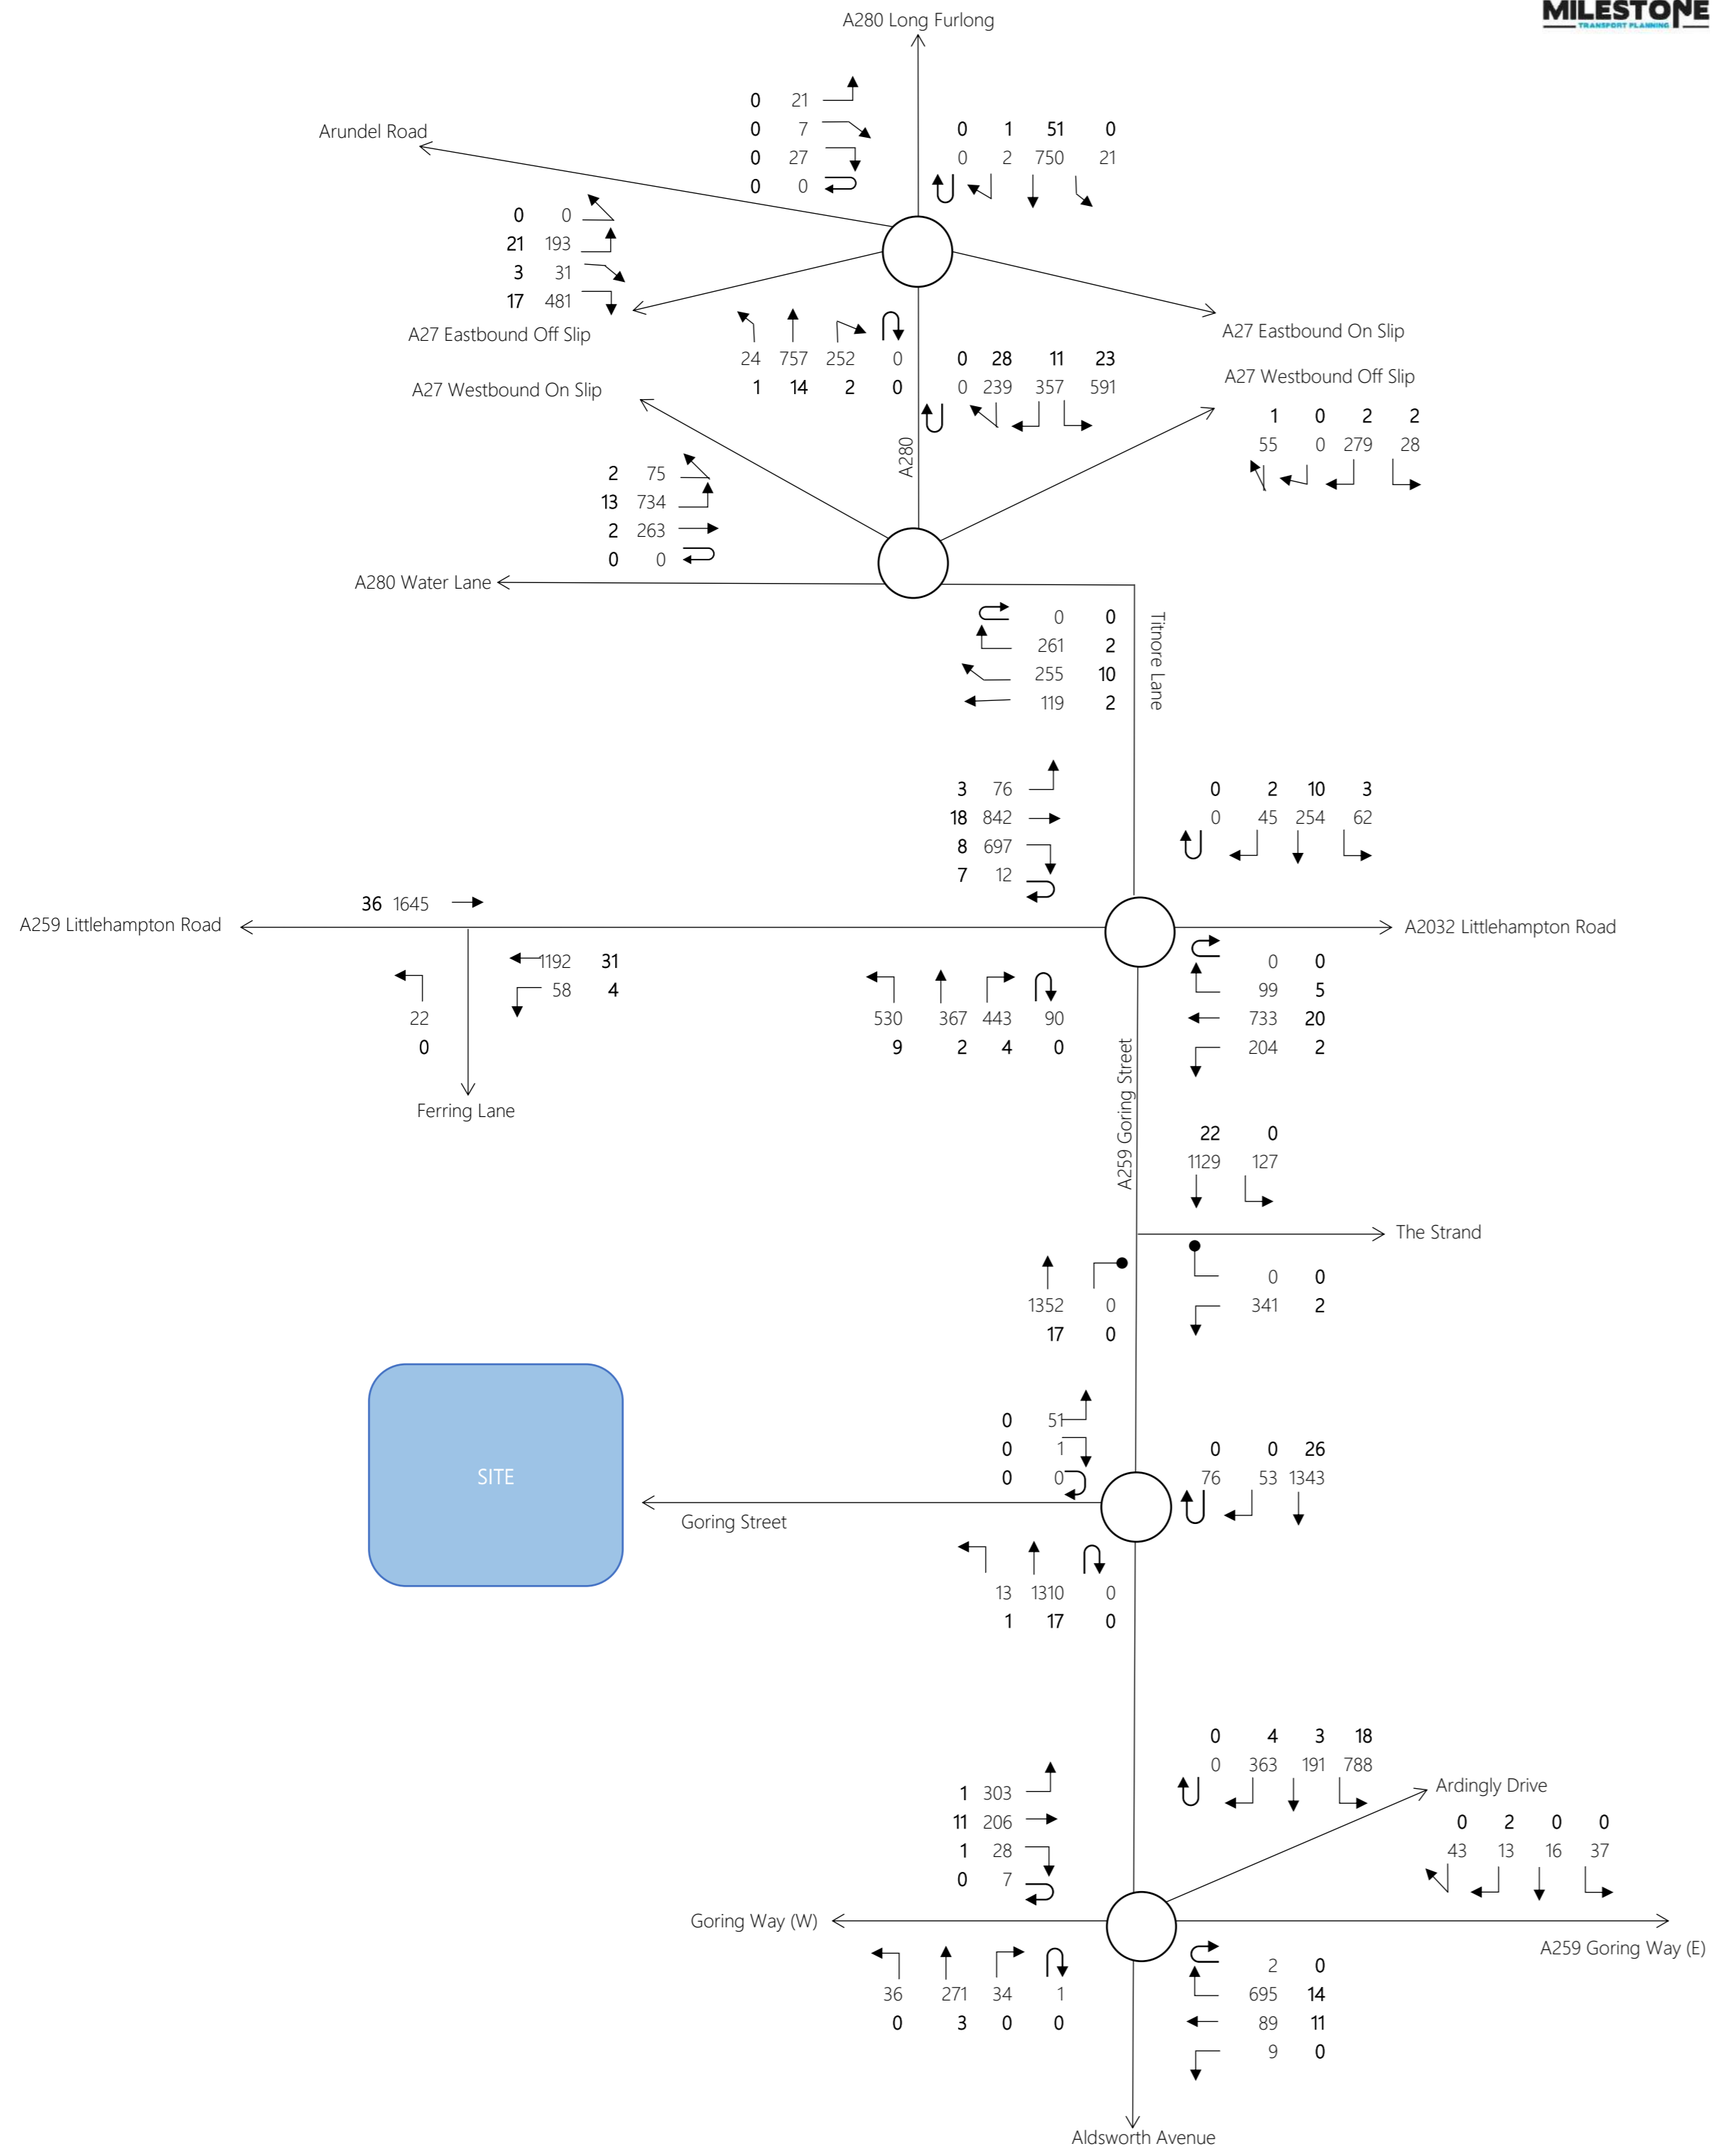 MILESTONE
TRANSPORT PLANNING
A280 Long Furlong
0 21
0 7
0 27
0 0
Arundel Road
0 1 51 0
0 2 750 21
0 0
21 193
3 31
17 481
A27 Eastbound Off Slip
A27 Eastbound On Slip
24 757 252 0
1 14 2 0
0 28 11 23
0 239 357 591
A27 Westbound On Slip
A27 Westbound Off Slip
1 0 2 2
55 0 279 28
A280
2 75
13 734
2 263
0 0
A280 Water Lane
0 0
261 2
255 10
119 2
Titnore Lane
3 76
18 842
8 697
7 12
0 2 10 3
0 45 254 62
36 1645
A259 Littlehampton Road
A2032 Littlehampton Road
1192 31
58 4
22
0
530 367 443 90
9 2 4 0
0 0
99 5
733 20
204 2
Ferring Lane
A259 Goring Street
22 0
1129 127
The Strand
1352 0
17 0
0 0
341 2
0 51
0 1
0 0
0 0 26
76 53 1343
SITE
Goring Street
13 1310 0
1 17 0
0 4 3 18
0 363 191 788
1 303
11 206
1 28
0 7
Ardingly Drive
0 2 0 0
43 13 16 37
Goring Way (W)
A259 Goring Way (E)
36 271 34 1
0 3 0 0
2 0
695 14
89 11
9 0
Aldsworth Avenue